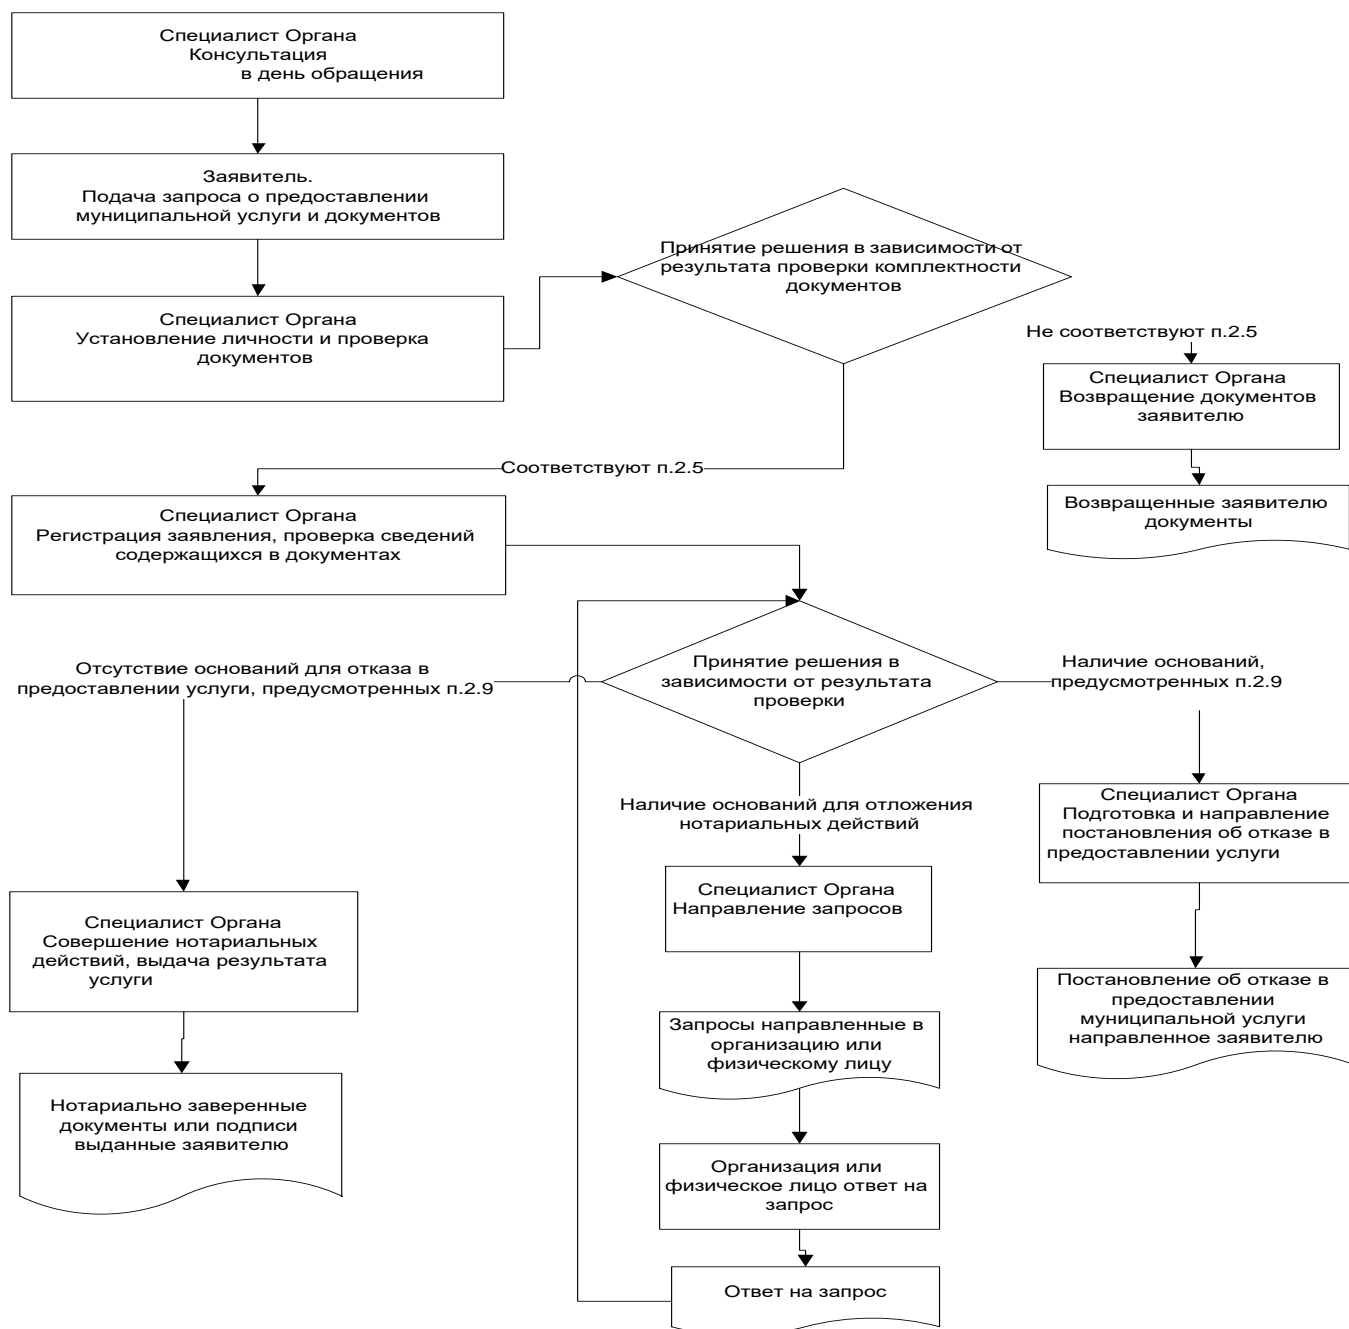 Специалист Органа
Консультация
в день обращения
Заявитель.
Подача запроса о предоставлении
муниципальной услуги и документов
Специалист Органа
Установление личности и проверка
документов
Принятие решения в зависимости от
результата проверки комплектности
документов
Не соответствуют п.2.5
Специалист Органа
Возвращение документов
заявителю
Возвращенные заявителю
документы
Соответствуют п.2.5
Специалист Органа
Регистрация заявления, проверка сведений
содержащихся в документах
Принятие решения в
зависимости от результата
проверки
Отсутствие оснований для отказа в
предоставлении услуги, предусмотренных п.2.9
Наличие оснований,
предусмотренных п.2.9
Наличие оснований для отложения
нотариальных действий
Специалист Органа
Подготовка и направление
постановления об отказе в
предоставлении услуги
Специалист Органа
Направление запросов
Специалист Органа
Совершение нотариальных
действий, выдача результата
услуги
Постановление об отказе в
предоставлении
муниципальной услуги
направленное заявителю
Запросы направленные в
организацию или
физическому лицу
Нотариально заверенные
документы или подписи
выданные заявителю
Организация или
физическое лицо ответ на
запрос
Ответ на запрос